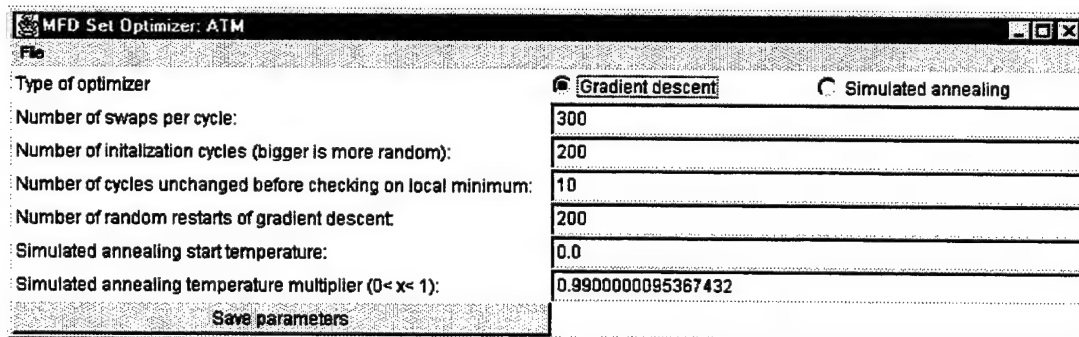 MFD Set Optimizer: ATM
File
Type of optimizer Gradient descent Simulated annealing
Number of swaps per cycle: 300
Number of initalization cycles (bigger is more random): 200
Number of cycles unchanged before checking on local minimum: 10
Number of random restarts of gradient descent: 200
Simulated annealing start temperature: 0.0
Simulated annealing temperature multiplier (0< x< 1): 0.9900000095367432
Save parameters